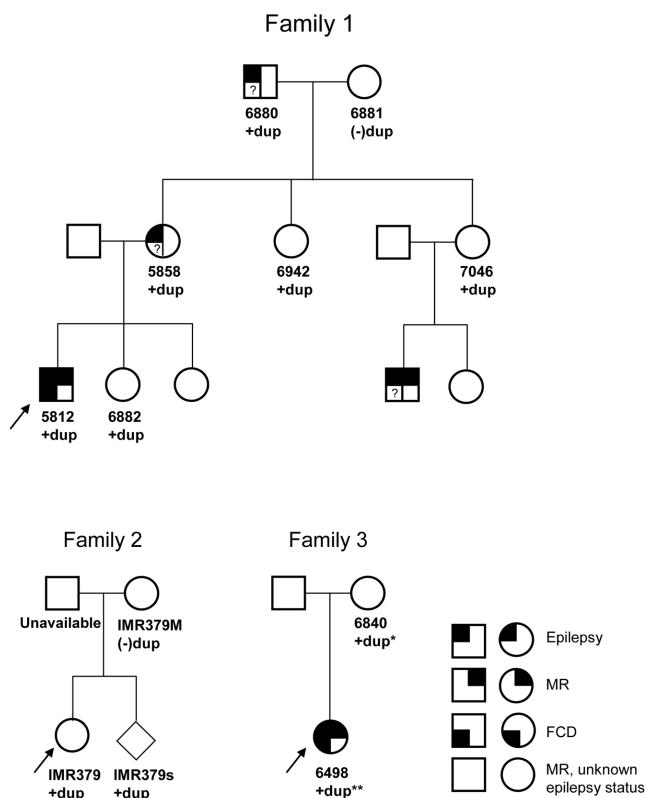 Family 1
6880
+dup
6881
(-)dup
?
5858
+dup
6942
+dup
7046
+dup
?
5812
+dup
6882
+dup
?
Family 2
Unavailable
IMR379M
(-)dup
IMR379
+dup
IMR379s
+dup
Family 3
6840
+dup*
6498
+dup**
Epilepsy
MR
FCD
MR, unknown
epilepsy status